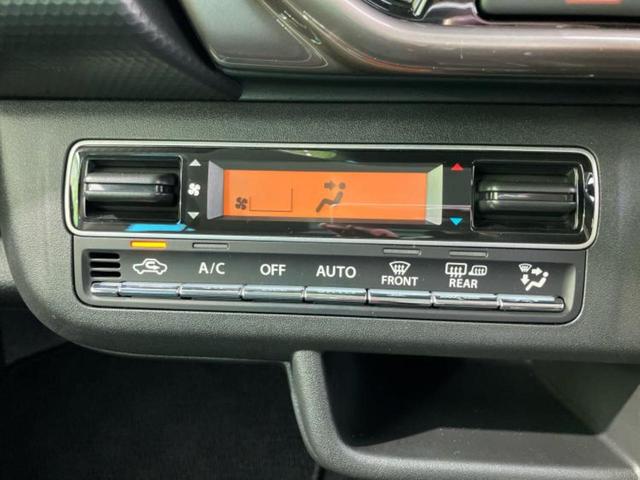 A/C OFF AUTO FRONT REAR